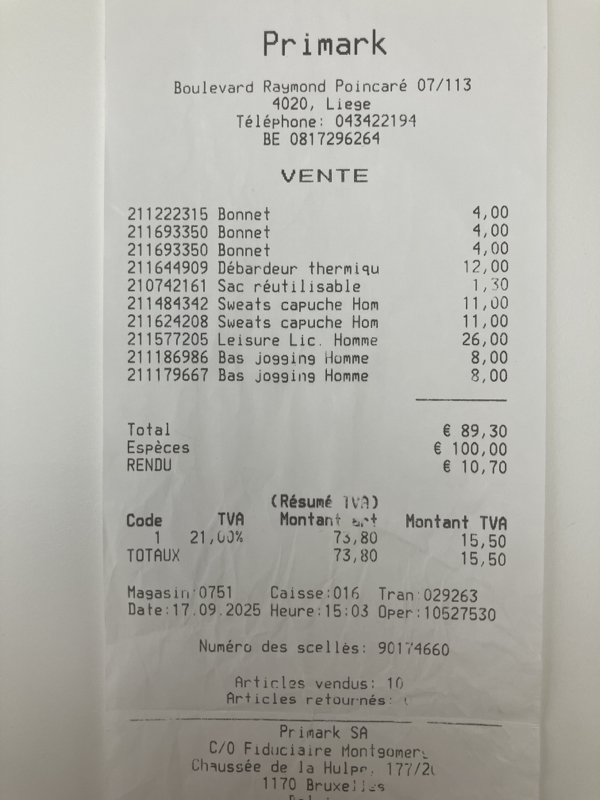 Primark
Boulevard Raymond Poincaré 07/113
4020, Liege
Téléphone: 043422194
BE 0817296264
VENTE
211222315 Bonnet 4,00
211693350 Bonnet 4,00
211693350 Bonnet 4,00
211644909 Débardeur thermiqu 12,00
210742161 Sac réutilisable 1,30
211484342 Sweats capuche Hom 11,00
211624208 Sweats capuche Hom 11,00
211577205 Leisure Lic. Homme 26,00
211186986 Bas jogging Homme 8,00
211179667 Bas jogging Homme 8,00
Total € 89,30
Espèces € 100,00
RENDU € 10,70
(Résumé TVA)
Code TVA Montant Montant TVA
1 21,00% 73,80 15,50
TOTAUX 73,80 15,50
Magasin:0751 Caisse:016 Tran:029263
Date:17.09.2025 Heure:15:03 Oper:10527530
Numéro des scellés: 90174660
Articles vendus: 10
Articles retournés:
Primark SA
C/O Fiduciaire
Chaussée de la
1170 Bruxelles